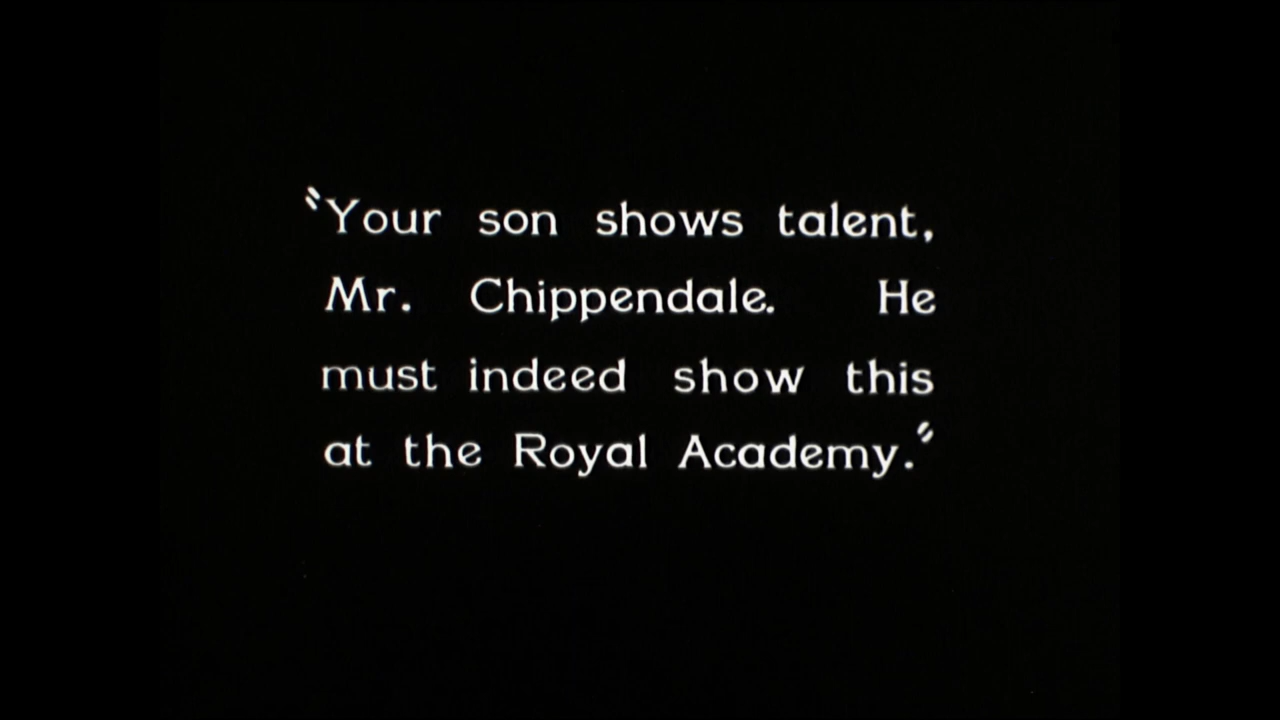 "Your son shows talent,
Mr. Chippendale. He
must indeed show this
at the Royal Academy."